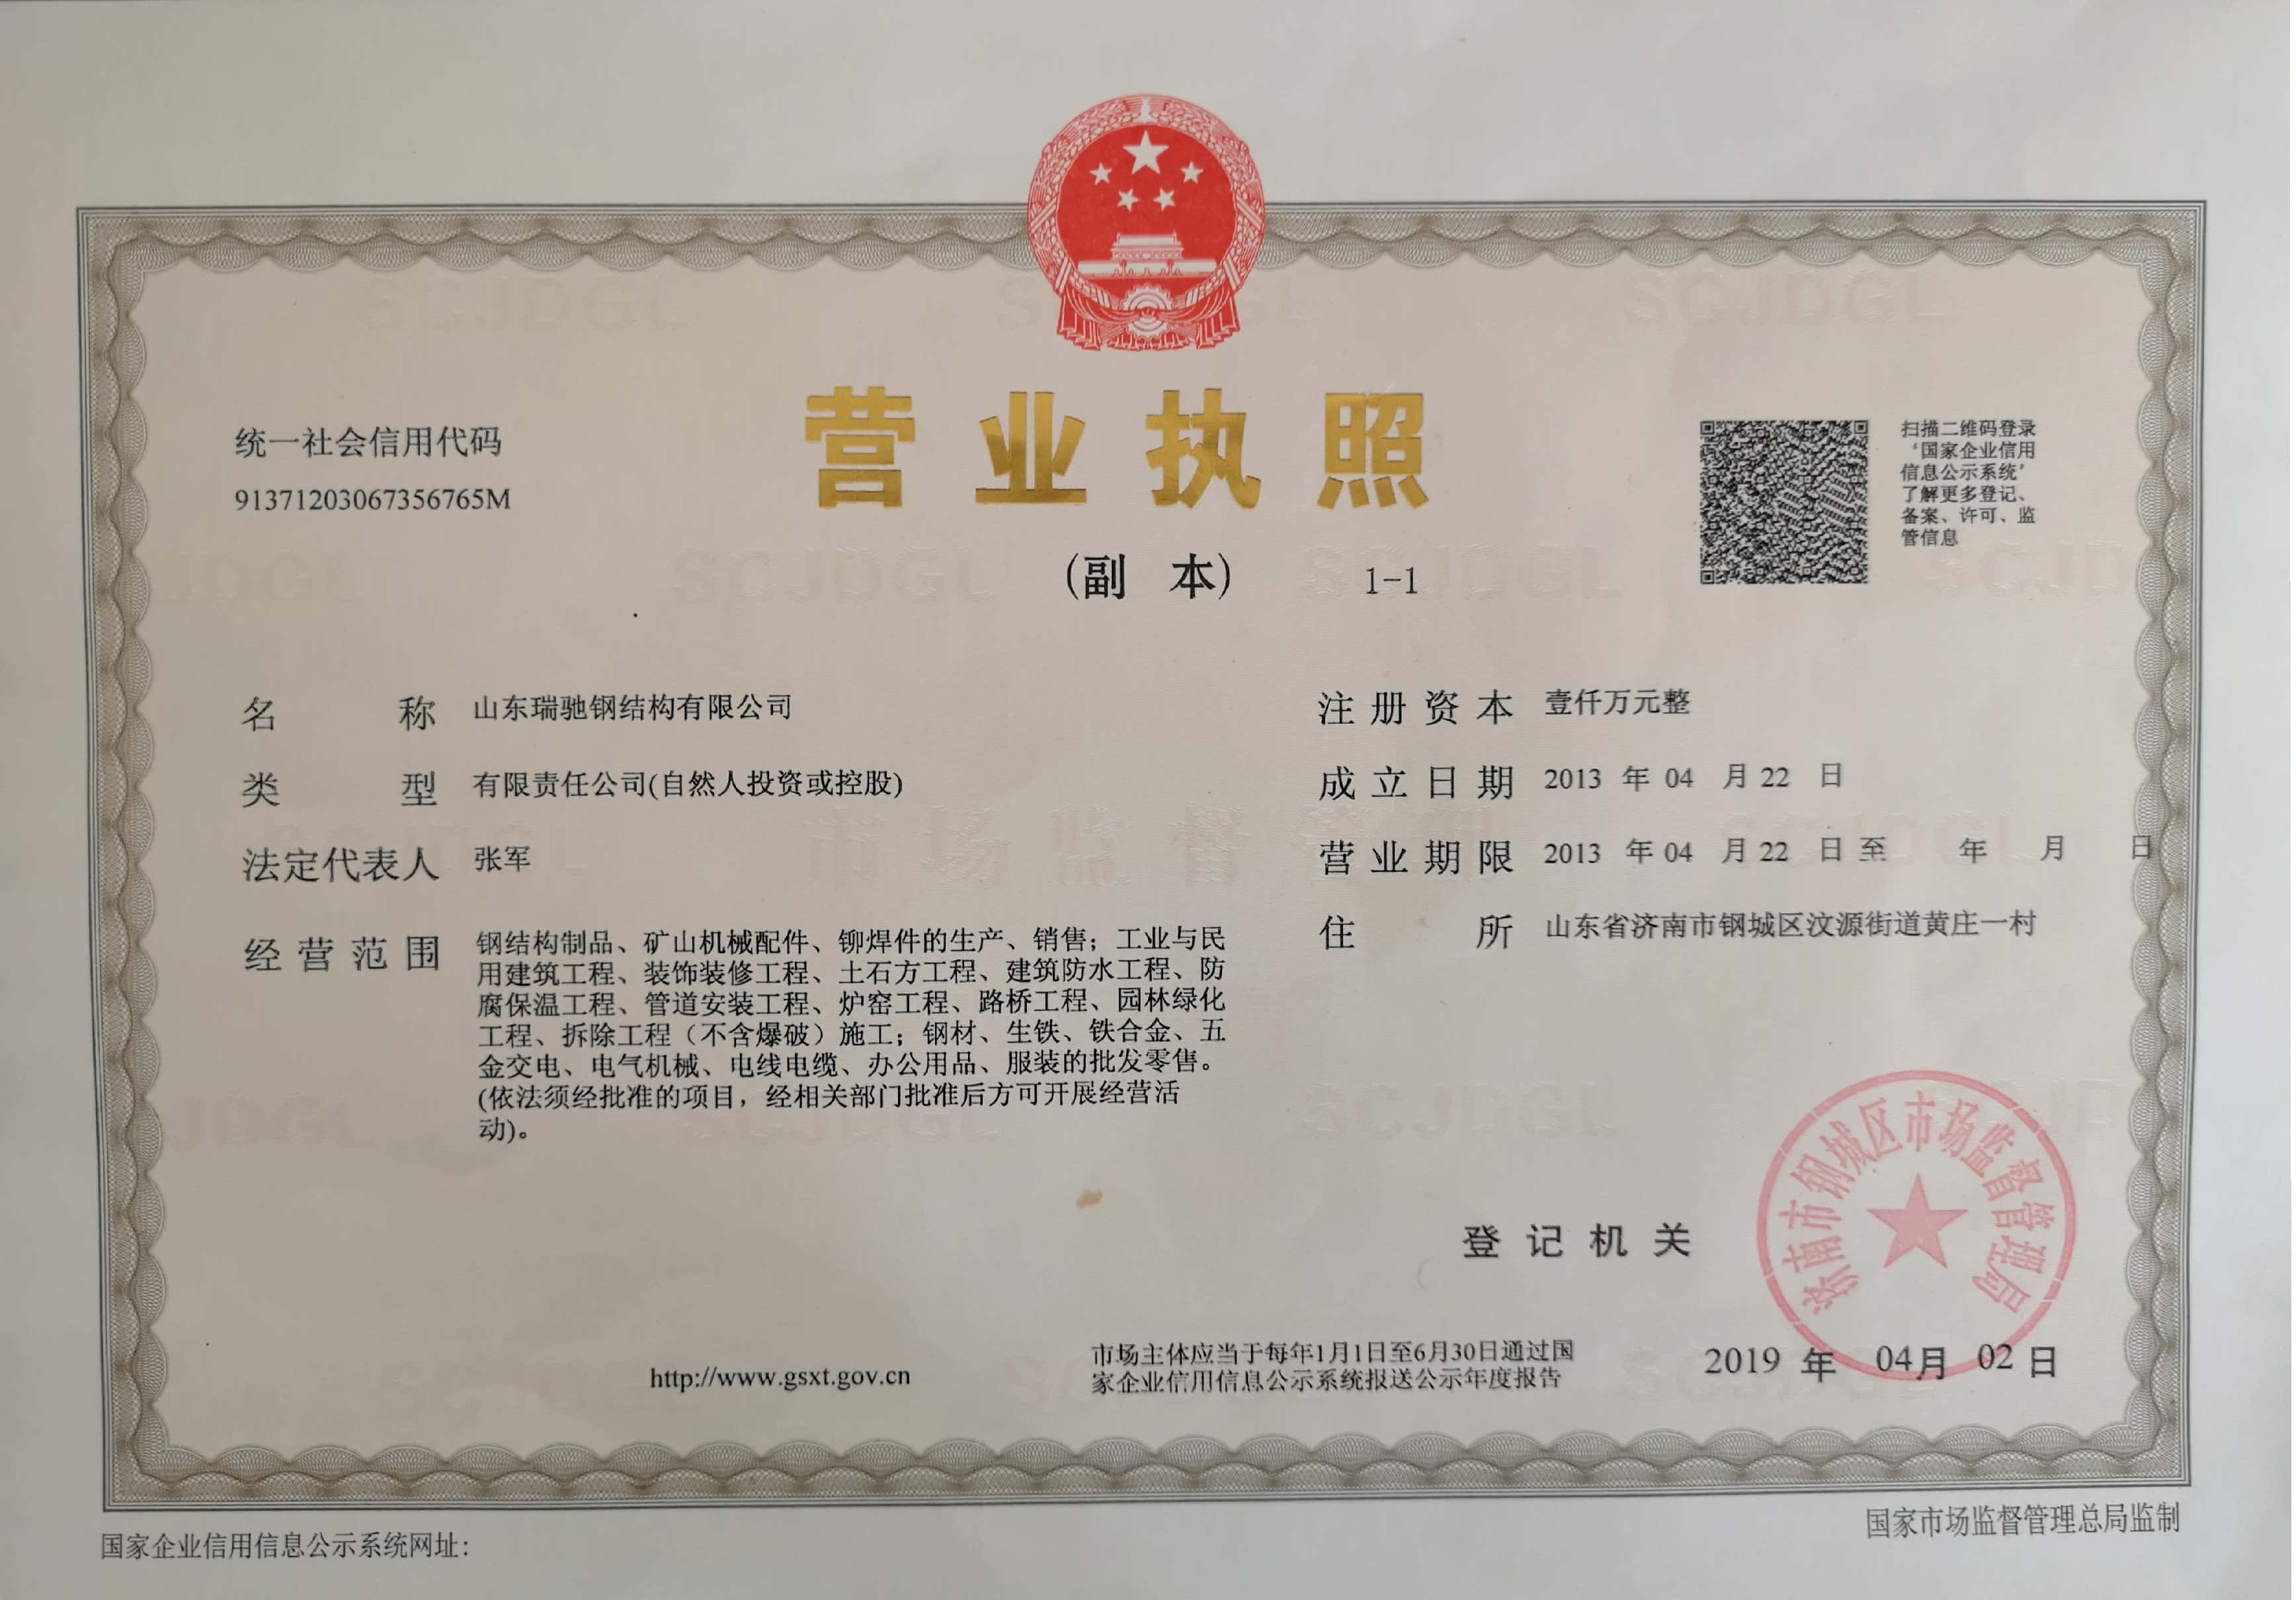 营业执照
(副 本) 1-1
统一社会信用代码
91371203067356765M
扫描二维码登录
‘国家企业信用
信息公示系统’
了解更多登记、
备案、许可、监
管信息
名 称 山东瑞驰钢结构有限公司
类 型 有限责任公司(自然人投资或控股)
法定代表人 张军
经营范围 钢结构制品、矿山机械配件、铆焊件的生产、销售；工业与民
用建筑工程、装饰装修工程、土石方工程、建筑防水工程、防
腐保温工程、管道安装工程、炉窑工程、路桥工程、园林绿化
工程、拆除工程（不含爆破）施工；钢材、生铁、铁合金、五
金交电、电气机械、电线电缆、办公用品、服装的批发零售。
(依法须经批准的项目，经相关部门批准后方可开展经营活
动)。
注册资本 壹仟万元整
成立日期 2013 年 04 月 22 日
营业期限 2013 年 04 月 22 日 至 年 月 日
住 所 山东省济南市钢城区汶源街道黄庄一村
登记机关
济南市钢城区市场监督管理局
2019 年 04月 02 日
http://www.gsxt.gov.cn
市场主体应当于每年1月1日至6月30日通过国
家企业信用信息公示系统报送公示年度报告
国家企业信用信息公示系统网址：
国家市场监督管理总局监制
SCJDGL
市场监督管理